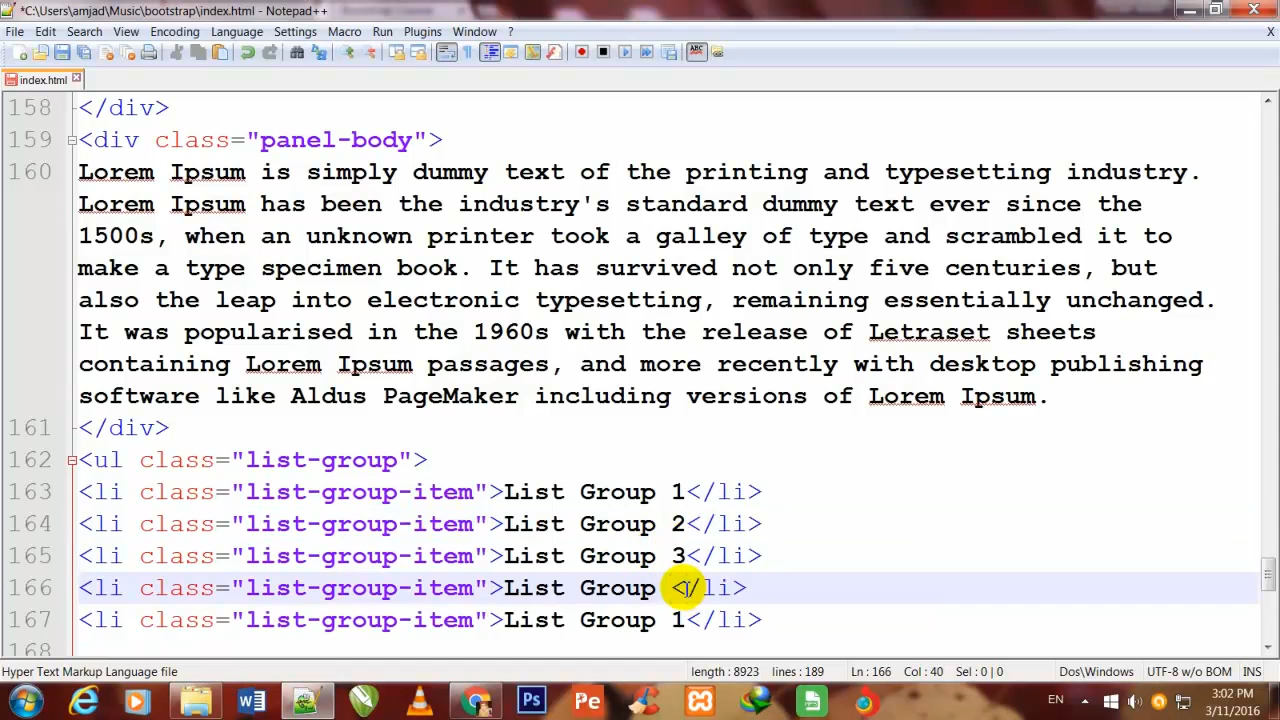 *C:\Users\amjad\Music\bootstrap\index.html - Notepad++
File Edit Search View Encoding Language Settings Macro Run Plugins Window ? X
index.html
158 </div>
159 <div class="panel-body">
160 Lorem Ipsum is simply dummy text of the printing and typesetting industry.
Lorem Ipsum has been the industry's standard dummy text ever since the
1500s, when an unknown printer took a galley of type and scrambled it to
make a type specimen book. It has survived not only five centuries, but
also the leap into electronic typesetting, remaining essentially unchanged.
It was popularised in the 1960s with the release of Letraset sheets
containing Lorem Ipsum passages, and more recently with desktop publishing
software like Aldus PageMaker including versions of Lorem Ipsum.
161 </div>
162 <ul class="list-group">
163 <li class="list-group-item">List Group 1</li>
164 <li class="list-group-item">List Group 2</li>
165 <li class="list-group-item">List Group 3</li>
166 <li class="list-group-item">List Group </li>
167 <li class="list-group-item">List Group 1</li>
168
Hyper Text Markup Language file length : 8923 lines : 189 Ln : 166 Col : 40 Sel : 0 | 0 Dos\Windows UTF-8 w/o BOM INS
W Ps Pe S EN 3:02 PM
3/11/2016